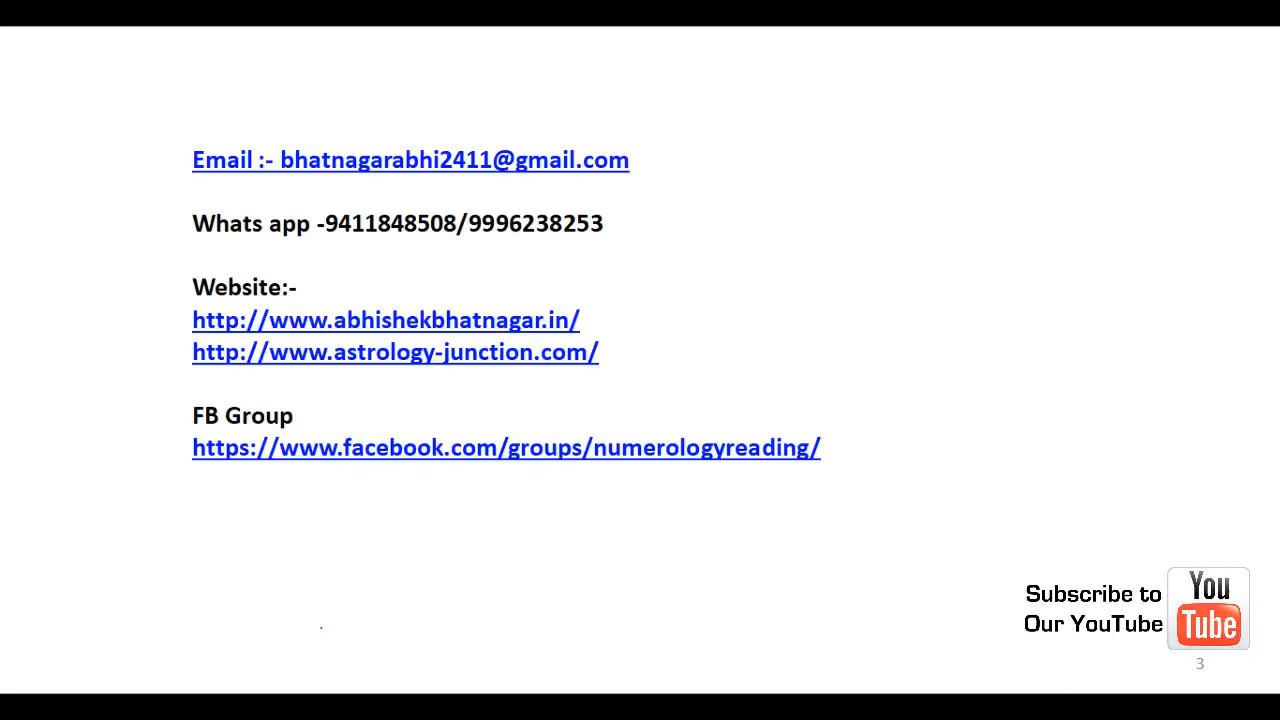 Email :- bhatnagarabhi2411@gmail.com
Whats app -9411848508/9996238253
Website:-
http://www.abhishekbhatnagar.in/
http://www.astrology-junction.com/
FB Group
https://www.facebook.com/groups/numerologyreading/
Subscribe to
Our YouTube
You
Tube
3